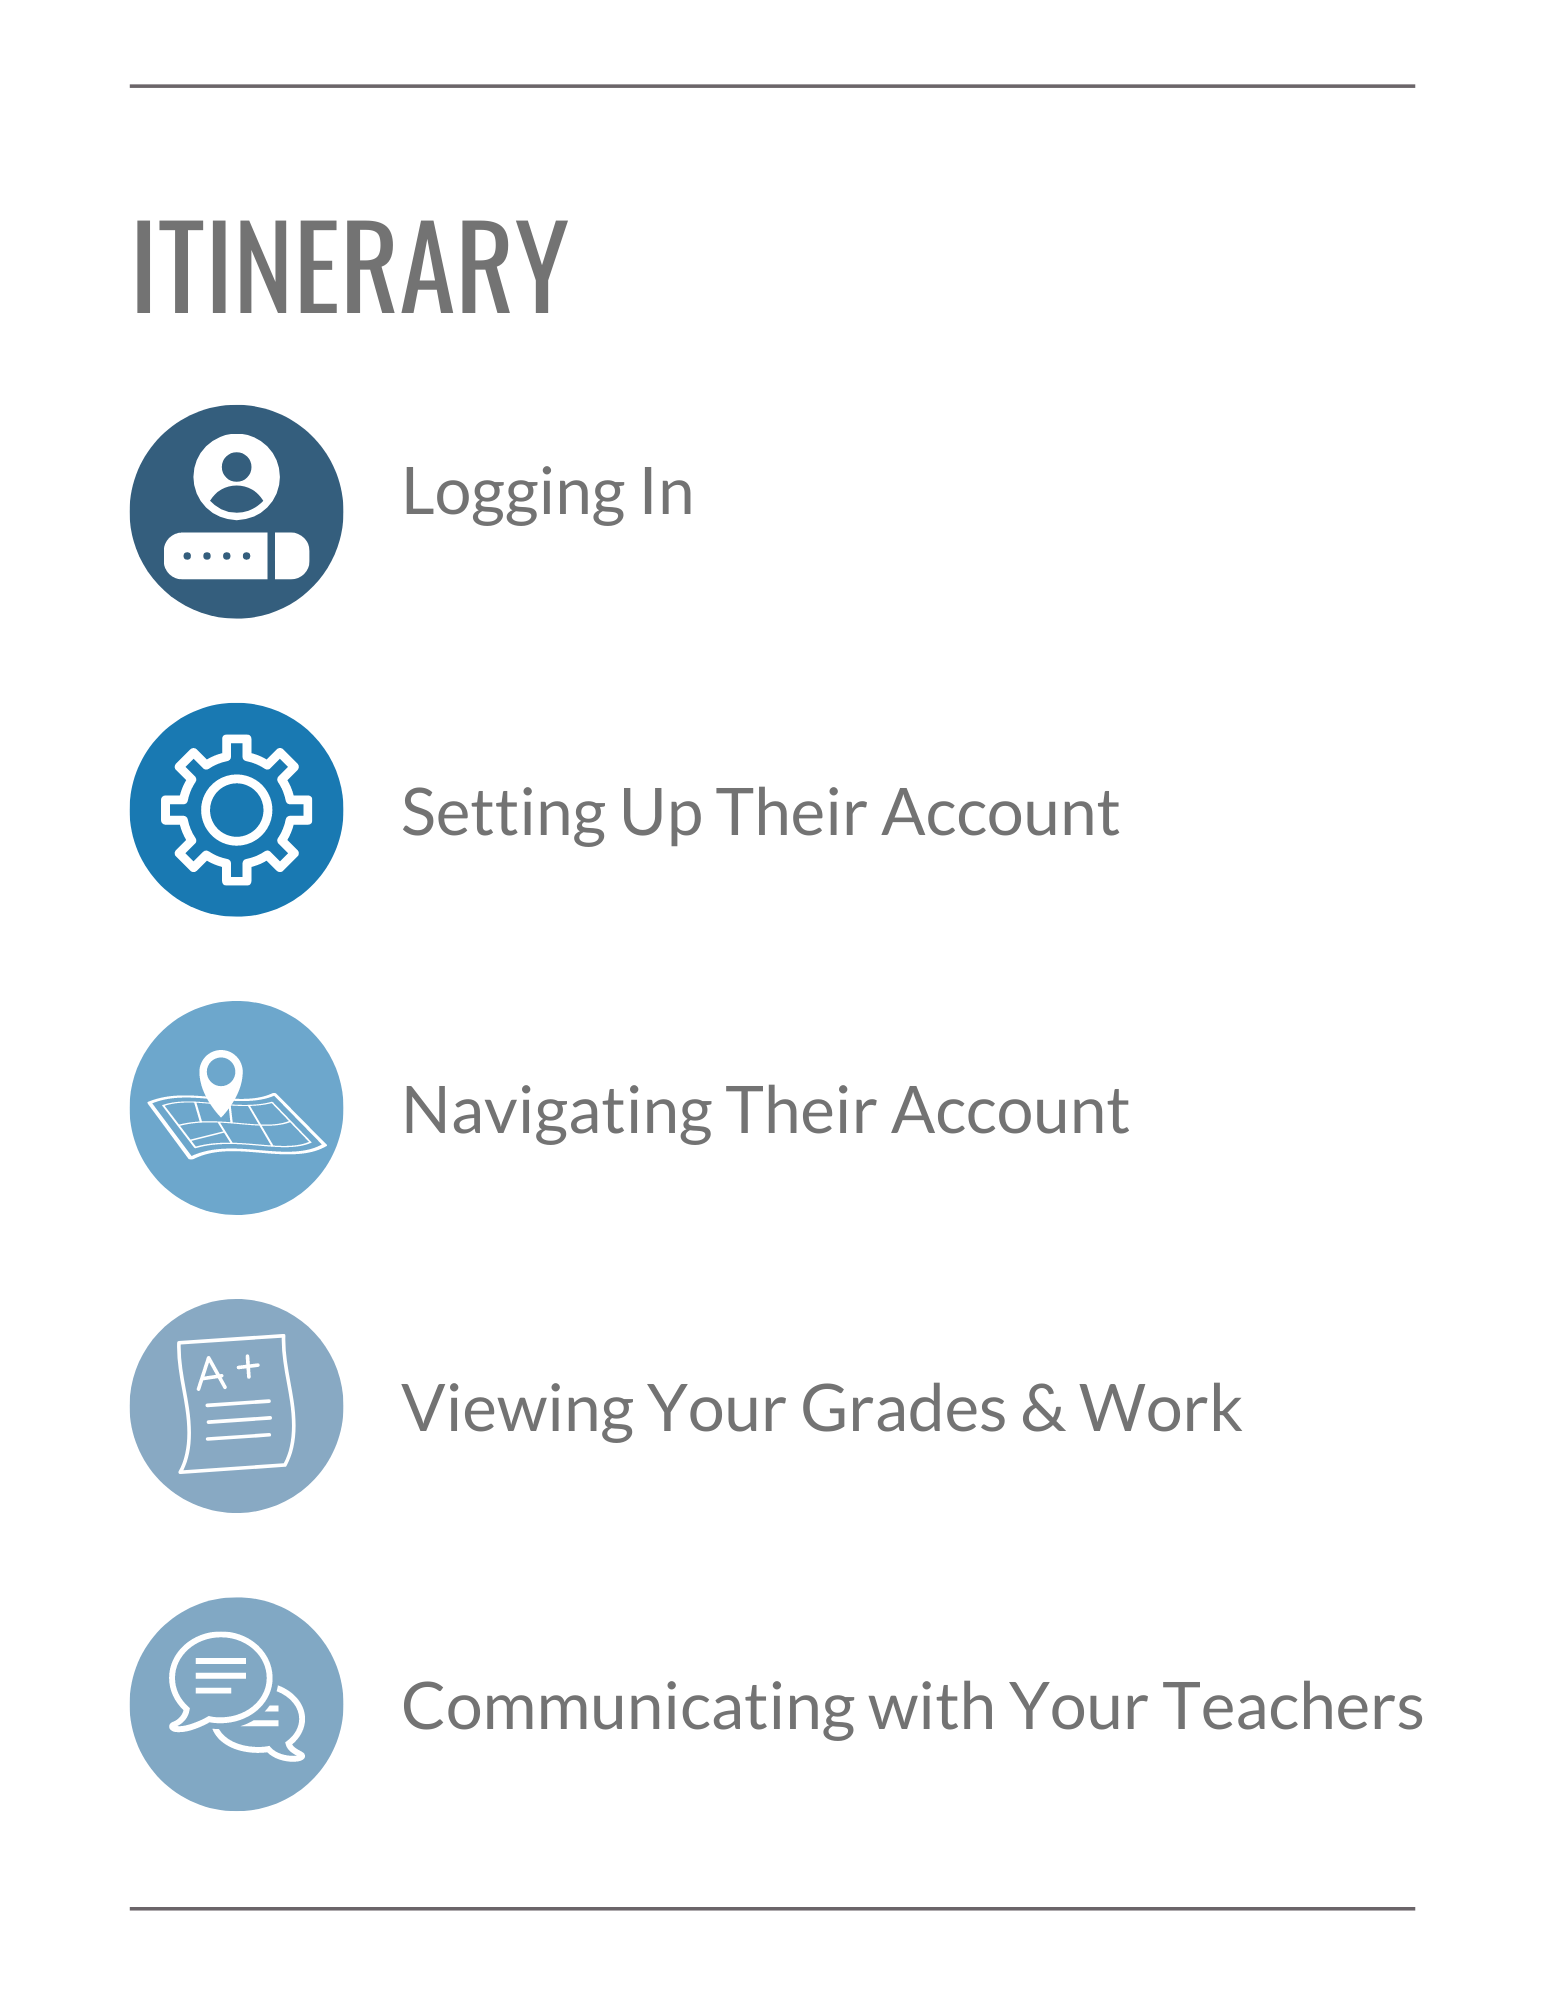 ITINERARY
Logging In
Setting Up Their Account
Navigating Their Account
A+
Viewing Your Grades & Work
Communicating with Your Teachers